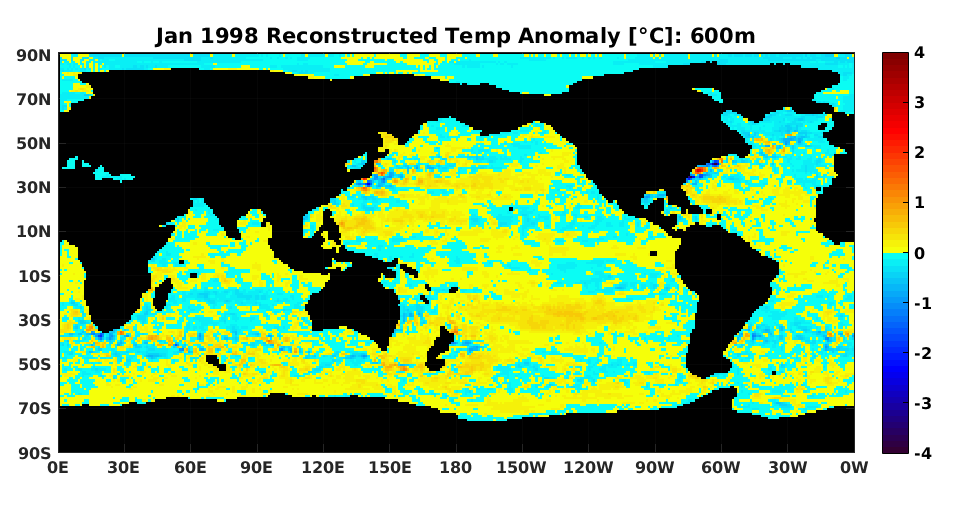 Jan 1998 Reconstructed Temp Anomaly [°C]: 600m
90N
70N
50N
30N
10N
10S
30S
50S
70S
90S
0E 30E 60E 90E 120E 150E 180 150W 120W 90W 60W 30W 0W
4
3
2
1
0
-1
-2
-3
-4